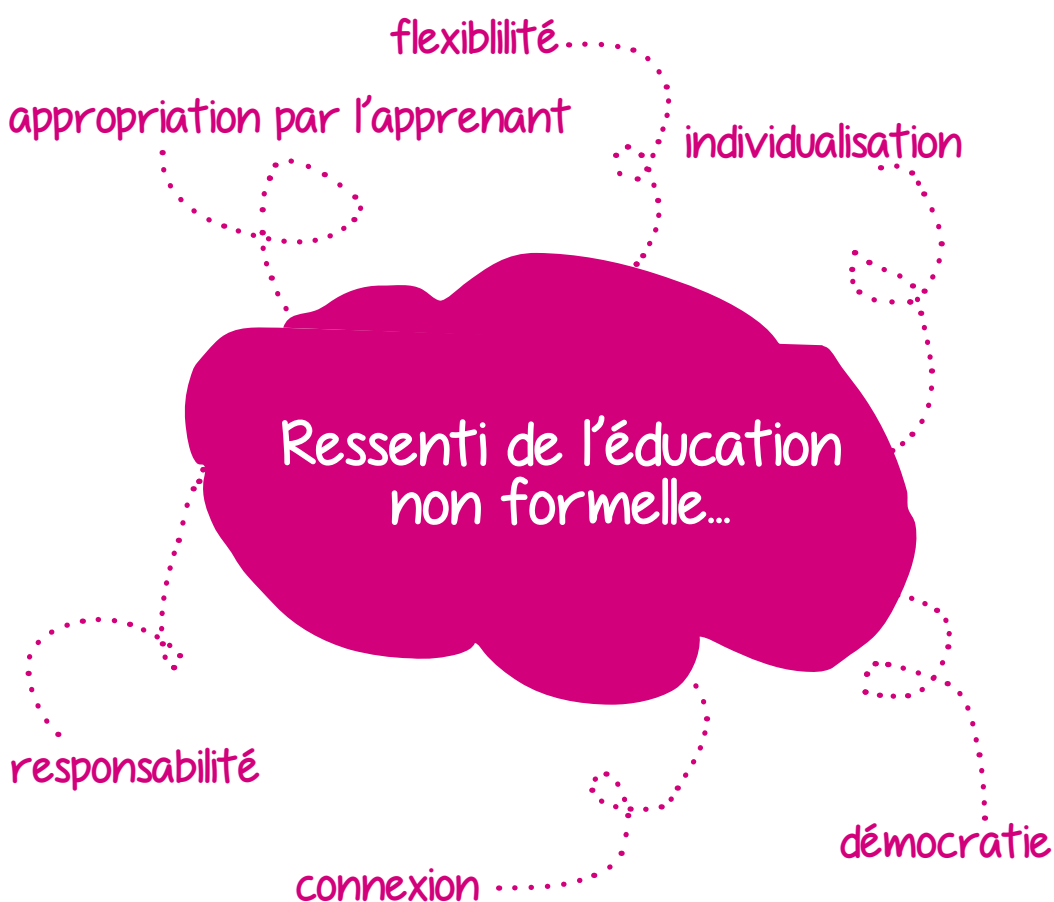 flexiblilité
appropriation par l'apprenant
individualisation
Ressenti de l'éducation
non formelle...
responsabilité
démocratie
connexion